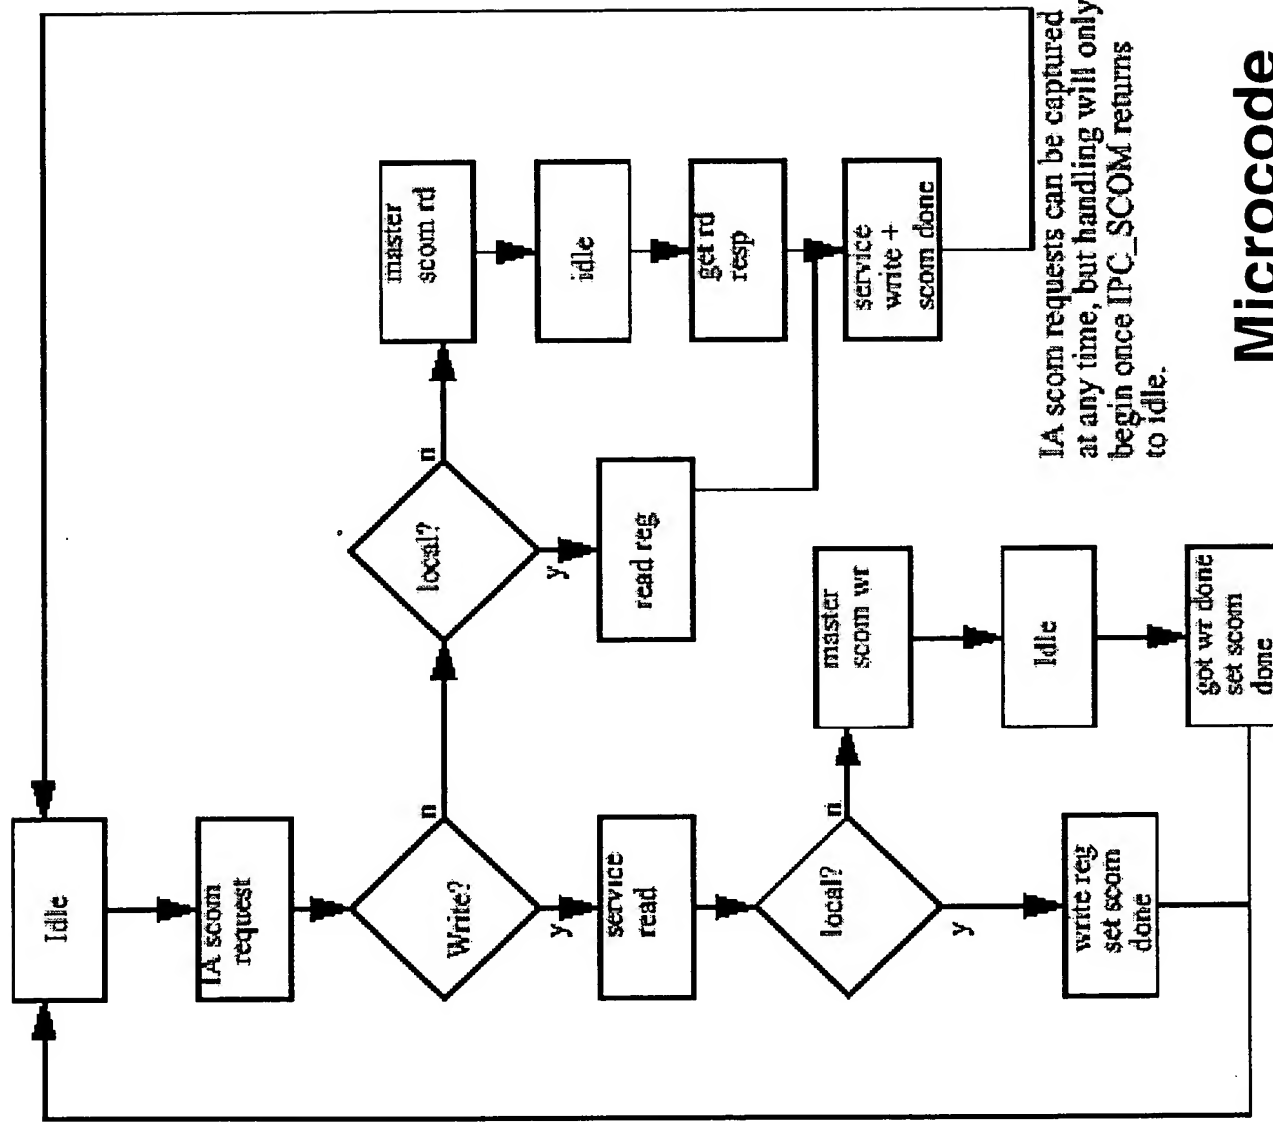 Idle
IA scom
request
Write?
n
y
local?
n
y
master
scom rd
idle
get rd
resp
service
write +
scom done
read reg
service
read
local?
n
y
master
scom wr
Idle
got wr done
set scom
done
write reg
set scom
done
IA scom requests can be captured
at any time, but handling will only
begin once IPC_SCOM returns
to idle.
Microcode